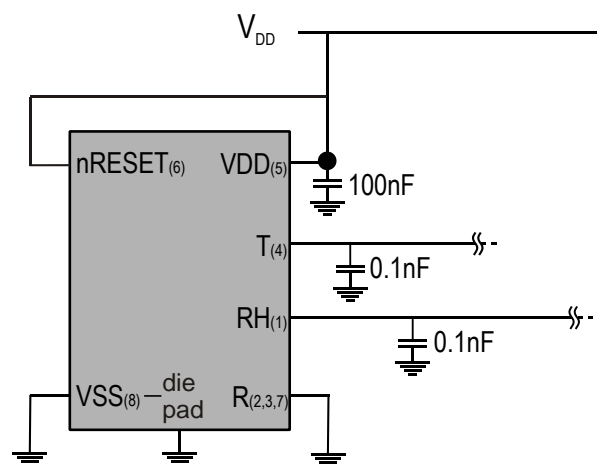 VDD
nRESET(6) VDD(5)
100nF
T(4)
0.1nF
RH(1)
0.1nF
VSS(8) die pad R(2,3,7)